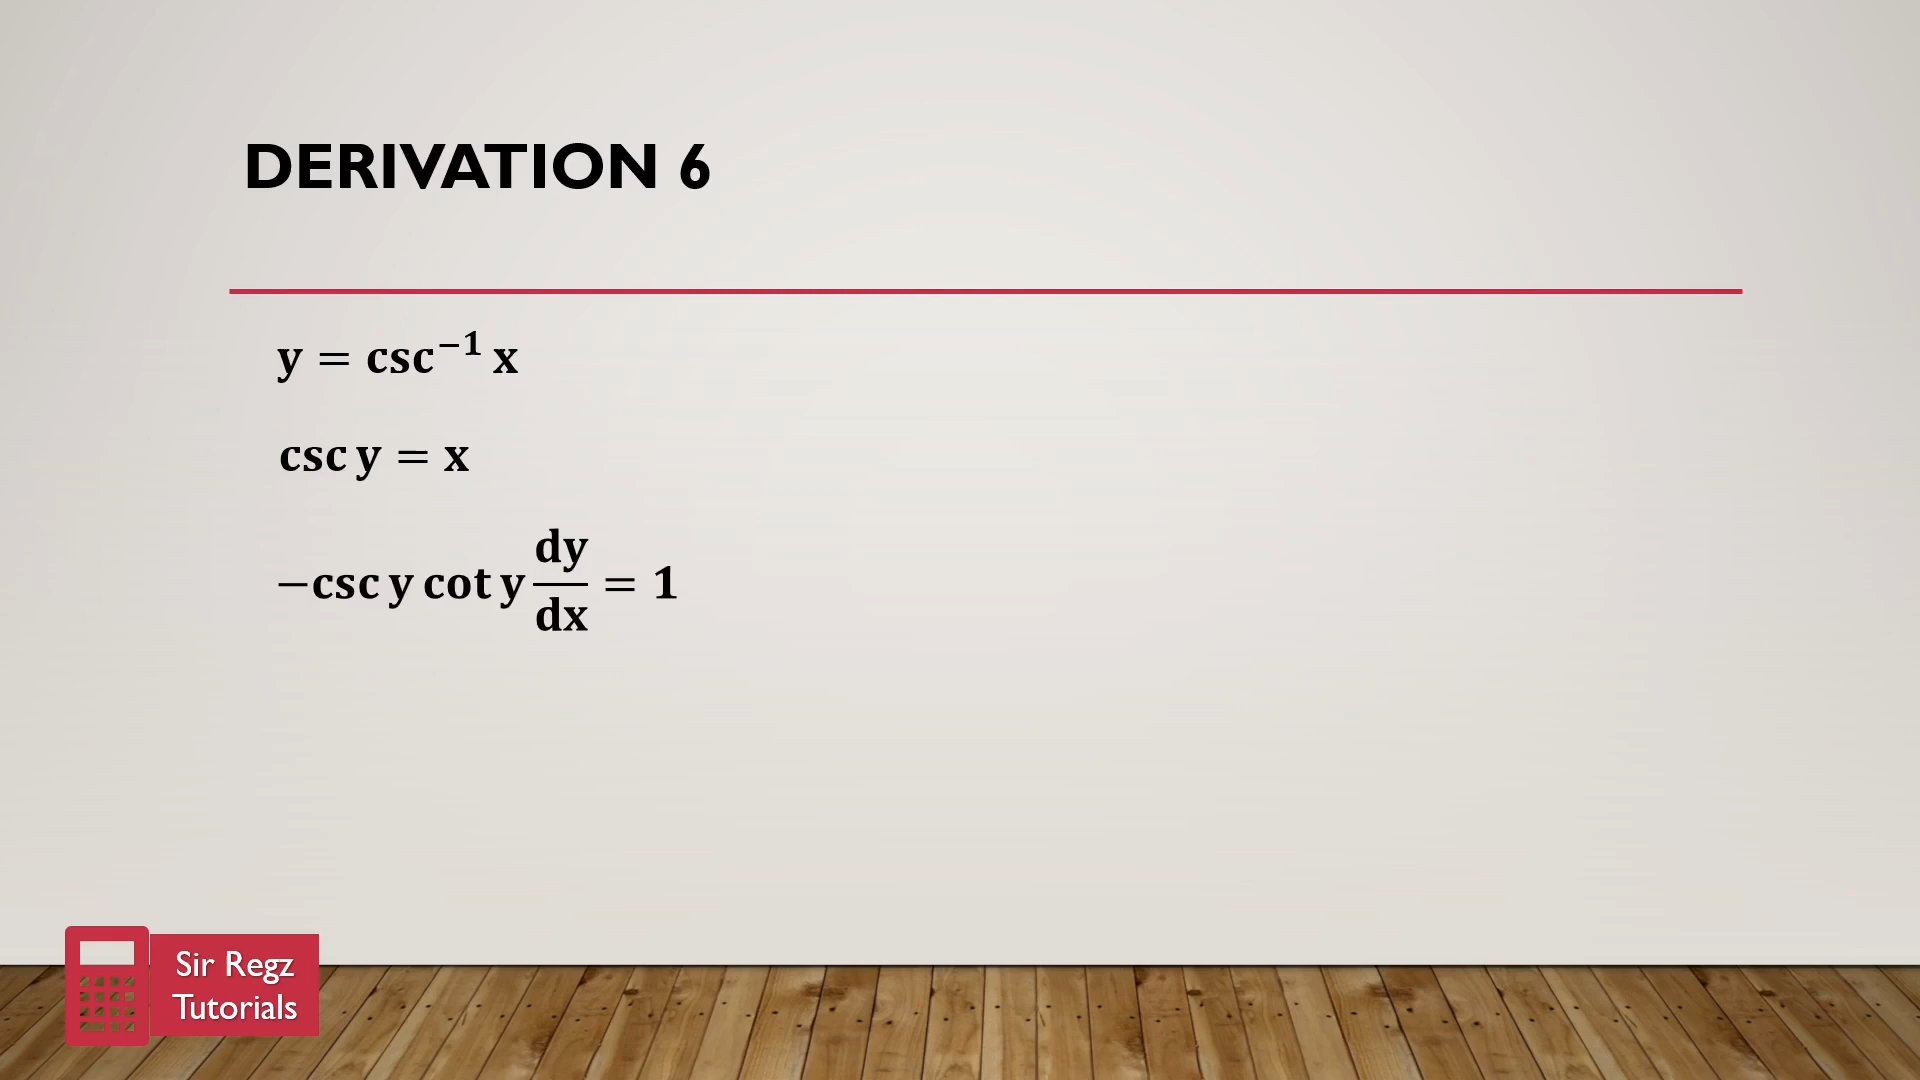 DERIVATION 6
y = csc⁻¹ x
csc y = x
−csc y cot y dy/dx = 1
Sir Regz
Tutorials